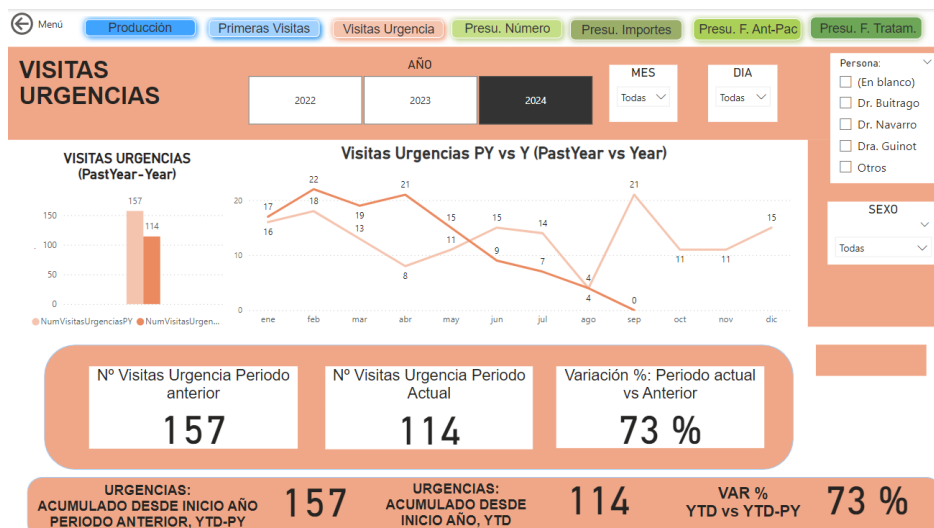 Menú
Producción
Primeras Visitas
Visitas Urgencia
Presu. Número
Presu. Importes
Presu. F. Ant-Pac
Presu. F. Tratam.
VISITAS
URGENCIAS
AÑO
2022
2023
2024
MES
Todas
DIA
Todas
Persona:
(En blanco)
Dr. Buitrago
Dr. Navarro
Dra. Guinot
Otros
SEXO
Todas
VISITAS URGENCIAS
(PastYear-Year)
157
114
150
100
50
0
NumVisitasUrgenciasPY
NumVisitasUrgen...
Visitas Urgencias PY vs Y (PastYear vs Year)
20
10
0
17
22
19
21
15
9
7
4
0
16
18
13
8
11
15
14
4
21
11
11
15
ene
feb
mar
abr
may
jun
jul
ago
sep
oct
nov
dic
Nº Visitas Urgencia Periodo
anterior
157
Nº Visitas Urgencia Periodo
Actual
114
Variación %: Periodo actual
vs Anterior
73 %
URGENCIAS:
ACUMULADO DESDE INICIO AÑO
PERIODO ANTERIOR, YTD-PY
157
URGENCIAS:
ACUMULADO DESDE
INICIO AÑO, YTD
114
VAR %
YTD vs YTD-PY
73 %